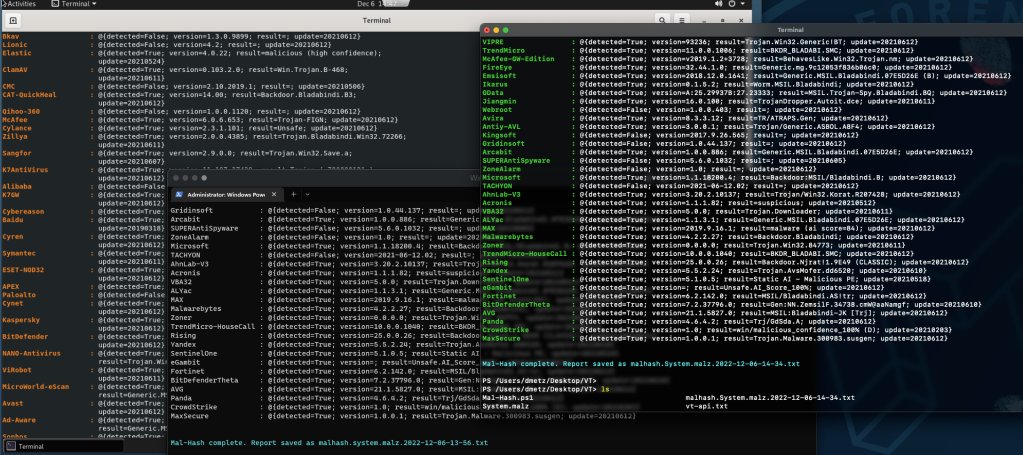 Activities
Terminal
Dec 6
Terminal
Bkav : @{detected=False; version=1.3.0.9899; result=; update=20210612}
Lionic : @{detected=False; version=4.2; result=; update=20210612}
Elastic : @{detected=True; version=4.0.22; result=malicious (high confidence);
update=20210524}
ClamAV : @{detected=True; version=0.103.2.0; result=Win.Trojan.B-468;
update=20210611}
CMC : @{detected=False; version=2.10.2019.1; result=; update=20210506}
CAT-QuickHeal : @{detected=True; version=14.00; result=Backdoor.Bladabindi.B3;
update=20210612}
Qihoo-360 : @{detected=False; version=1.0.0.1120; result=; update=20210612}
McAfee : @{detected=True; version=6.0.6.653; result=Trojan-FIGN; update=20210612}
Cylance : @{detected=True; version=2.3.1.101; result=Unsafe; update=20210612}
Zillya : @{detected=True; version=2.0.0.4385; result=Trojan.Bladabindi.Win32.72266;
update=20210611}
Sangfor : @{detected=True; version=2.9.0.0; result=Trojan.Win32.Save.a;
update=20210607}
K7AntiVirus
update=20210612}
Alibaba
K7GW
Cybereason
Baidu
update=20190318}
Cyren
update=20210612}
Symantec
update=20210611}
ESET-NOD32
APEX
Paloalto
Cynet
Kaspersky
BitDefender
NANO-Antivirus
ViRobot
MicroWorld-eScan
Avast
Ad-Aware
Sophos
Terminal
Administrator: Windows Pow
Gridinsoft : @{detected=False; version=1.0.44.137; result=;
Arcabit : @{detected=True; version=1.0.0.886; result=Generic
SUPERAntiSpyware : @{detected=False; version=5.6.0.1032; result=;
ZoneAlarm : @{detected=False; version=1.0; result=;
Microsoft : @{detected=True; version=1.1.18200.4; result=Backdoor
TACHYON : @{detected=False; version=2021-06-12.02; result=;
AhnLab-V3 : @{detected=True; version=3.20.2.10137; result=Trojan
Acronis : @{detected=True; version=1.1.1.82; result=suspicio
VBA32 : @{detected=True; version=5.0.0; result=Trojan.Down
ALYac : @{detected=True; version=1.1.3.1; result=Generic.
MAX : @{detected=True; version=2019.9.16.1; result=malwa
Malwarebytes : @{detected=True; version=4.2.2.27; result=Backdoo
Zoner : @{detected=True; version=0.0.0.0; result=Trojan.
TrendMicro-HouseCall : @{detected=True; version=10.0.0.1040; result=BKDR_
Rising : @{detected=True; version=25.0.0.26; result=Backdoo
Yandex : @{detected=True; version=5.5.2.24; result=Trojan.A
SentinelOne : @{detected=True; version=5.1.0.5; result=Static AI
eGambit : @{detected=True; version=; result=Unsafe.AI_Score_
Fortinet : @{detected=True; version=6.2.142.0; result=MSIL/Bl
BitDefenderTheta : @{detected=True; version=7.2.37796.0; result=Gen:N
AVG : @{detected=True; version=21.1.5827.0; result=MSIL:
Panda : @{detected=True; version=4.6.4.2; result=Trj/GdSda
CrowdStrike : @{detected=True; version=1.0; result=win/malicious
MaxSecure : @{detected=True; version=1.0.0.1; result=Trojan.Malware.300983.susgen; update=20210612}
Mal-Hash complete. Report saved as malhash.system.malz.2022-12-06-13-56.txt
Terminal
VIPRE : @{detected=True; version=93236; result=Trojan.Win32.Generic!BT; update=20210612}
TrendMicro : @{detected=True; version=11.0.0.1006; result=BKDR_BLADABI.SMC; update=20210612}
McAfee-GW-Edition : @{detected=True; version=v2019.1.2+3728; result=BehavesLike.Win32.Trojan.nm; update=20210612}
FireEye : @{detected=True; version=32.44.1.0; result=Generic.mg.9c12053f836b06c0; update=20210612}
Emsisoft : @{detected=True; version=2018.12.0.1641; result=Generic.MSIL.Bladabindi.07E5D26E (B); update=20210612}
Ikarus : @{detected=True; version=0.1.5.2; result=Worm.MSIL.Bladabindi; update=20210612}
GData : @{detected=True; version=A:25.29937B:27.23333; result=MSIL.Trojan-Spy.Bladabindi.BQ; update=20210612}
Jiangmin : @{detected=True; version=16.0.100; result=TrojanDropper.Autoit.dce; update=20210611}
Webroot : @{detected=False; version=1.0.0.403; result=; update=20210612}
Avira : @{detected=True; version=8.3.3.12; result=TR/ATRAPS.Gen; update=20210612}
Antiy-AVL : @{detected=True; version=3.0.0.1; result=Trojan/Generic.ASBOL.ABF4; update=20210612}
Kingsoft : @{detected=False; version=2017.9.26.565; result=; update=20210612}
Gridinsoft : @{detected=False; version=1.0.44.137; result=; update=20210612}
Arcabit : @{detected=True; version=1.0.0.886; result=Generic.MSIL.Bladabindi.07E5D26E; update=20210612}
SUPERAntiSpyware : @{detected=False; version=5.6.0.1032; result=; update=20210605}
ZoneAlarm : @{detected=False; version=1.0; result=; update=20210612}
Microsoft : @{detected=True; version=1.1.18200.4; result=Backdoor:MSIL/Bladabindi.B; update=20210612}
TACHYON : @{detected=False; version=2021-06-12.02; result=; update=20210612}
AhnLab-V3 : @{detected=True; version=3.20.2.10137; result=Trojan/Win32.Korat.R207428; update=20210612}
Acronis : @{detected=True; version=1.1.1.82; result=suspicious; update=20210512}
VBA32 : @{detected=True; version=5.0.0; result=Trojan.Downloader; update=20210611}
ALYac : @{detected=True; version=1.1.3.1; result=Generic.MSIL.Bladabindi.07E5D26E; update=20210612}
MAX : @{detected=True; version=2019.9.16.1; result=malware (ai score=84); update=20210612}
Malwarebytes : @{detected=True; version=4.2.2.27; result=Backdoor.Bladabindi; update=20210612}
Zoner : @{detected=True; version=0.0.0.0; result=Trojan.Win32.84773; update=20210611}
TrendMicro-HouseCall : @{detected=True; version=10.0.0.1040; result=BKDR_BLADABI.SMC; update=20210612}
Rising : @{detected=True; version=25.0.0.26; result=Backdoor.Njrat!1.9E49 (CLASSIC); update=20210612}
Yandex : @{detected=True; version=5.5.2.24; result=Trojan.AvsMofer.dd6520; update=20210610}
SentinelOne : @{detected=True; version=5.1.0.5; result=Static AI - Malicious PE; update=20210518}
eGambit : @{detected=True; version=; result=Unsafe.AI_Score_100%; update=20210612}
Fortinet : @{detected=True; version=6.2.142.0; result=MSIL/Bladabindi.AS!tr; update=20210612}
BitDefenderTheta : @{detected=True; version=7.2.37796.0; result=Gen:NN.ZemsilF.34738.cmW@aaNamgf; update=20210610}
AVG : @{detected=True; version=21.1.5827.0; result=MSIL:Bladabindi-JK [Trj]; update=20210612}
Panda : @{detected=True; version=4.6.4.2; result=Trj/GdSda.A; update=20210612}
CrowdStrike : @{detected=True; version=1.0; result=win/malicious_confidence_100% (D); update=20210203}
MaxSecure : @{detected=True; version=1.0.0.1; result=Trojan.Malware.300983.susgen; update=20210612}
Mal-Hash complete. Report saved as malhash.System.malz.2022-12-06-14-34.txt
PS /Users/dmetz/Desktop/VT>
PS /Users/dmetz/Desktop/VT> ls
Mal-Hash.ps1 malhash.System.malz.2022-12-06-14-34.txt
System.malz vt-api.txt